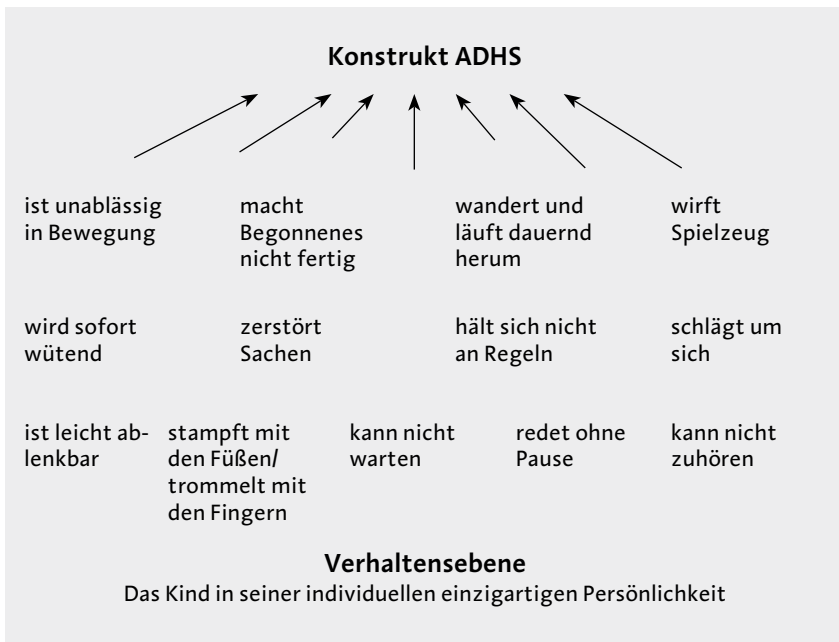 Konstrukt ADHS
ist unablässig
in Bewegung
macht
Begonnenes
nicht fertig
wandert und
läuft dauernd
herum
wirft
Spielzeug
wird sofort
wütend
zerstört
Sachen
hält sich nicht
an Regeln
schlägt um
sich
ist leicht ab-
lenkbar
stampft mit
den Füßen/
trommelt mit
den Fingern
kann nicht
warten
redet ohne
Pause
kann nicht
zuhören
Verhaltensebene
Das Kind in seiner individuellen einzigartigen Persönlichkeit